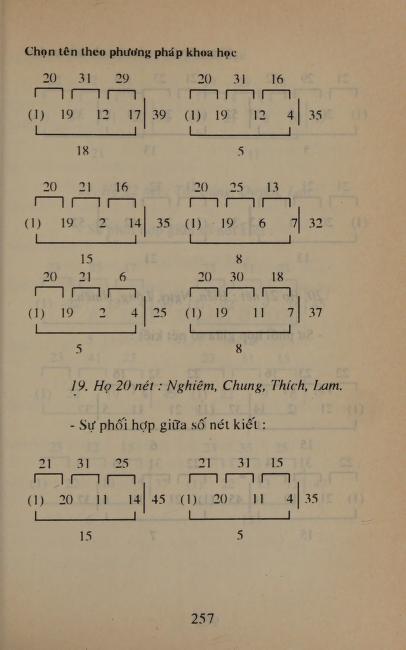 Chọn tên theo phương pháp khoa học
20 31 29 20 31 16
(1) 19 12 17 39 (1) 19 12 4 35
18 5
20 21 16 20 25 13
(1) 19 2 14 35 (1) 19 6 7 32
15 8
20 21 6 20 30 18
(1) 19 2 4 25 (1) 19 11 7 37
5 8
19. Họ 20 nét : Nghiêm, Chung, Thích, Lam.
- Sự phối hợp giữa số nét kiết :
21 31 25 21 31 15
(1) 20 11 14 45 (1) 20 11 4 35
15 5
257